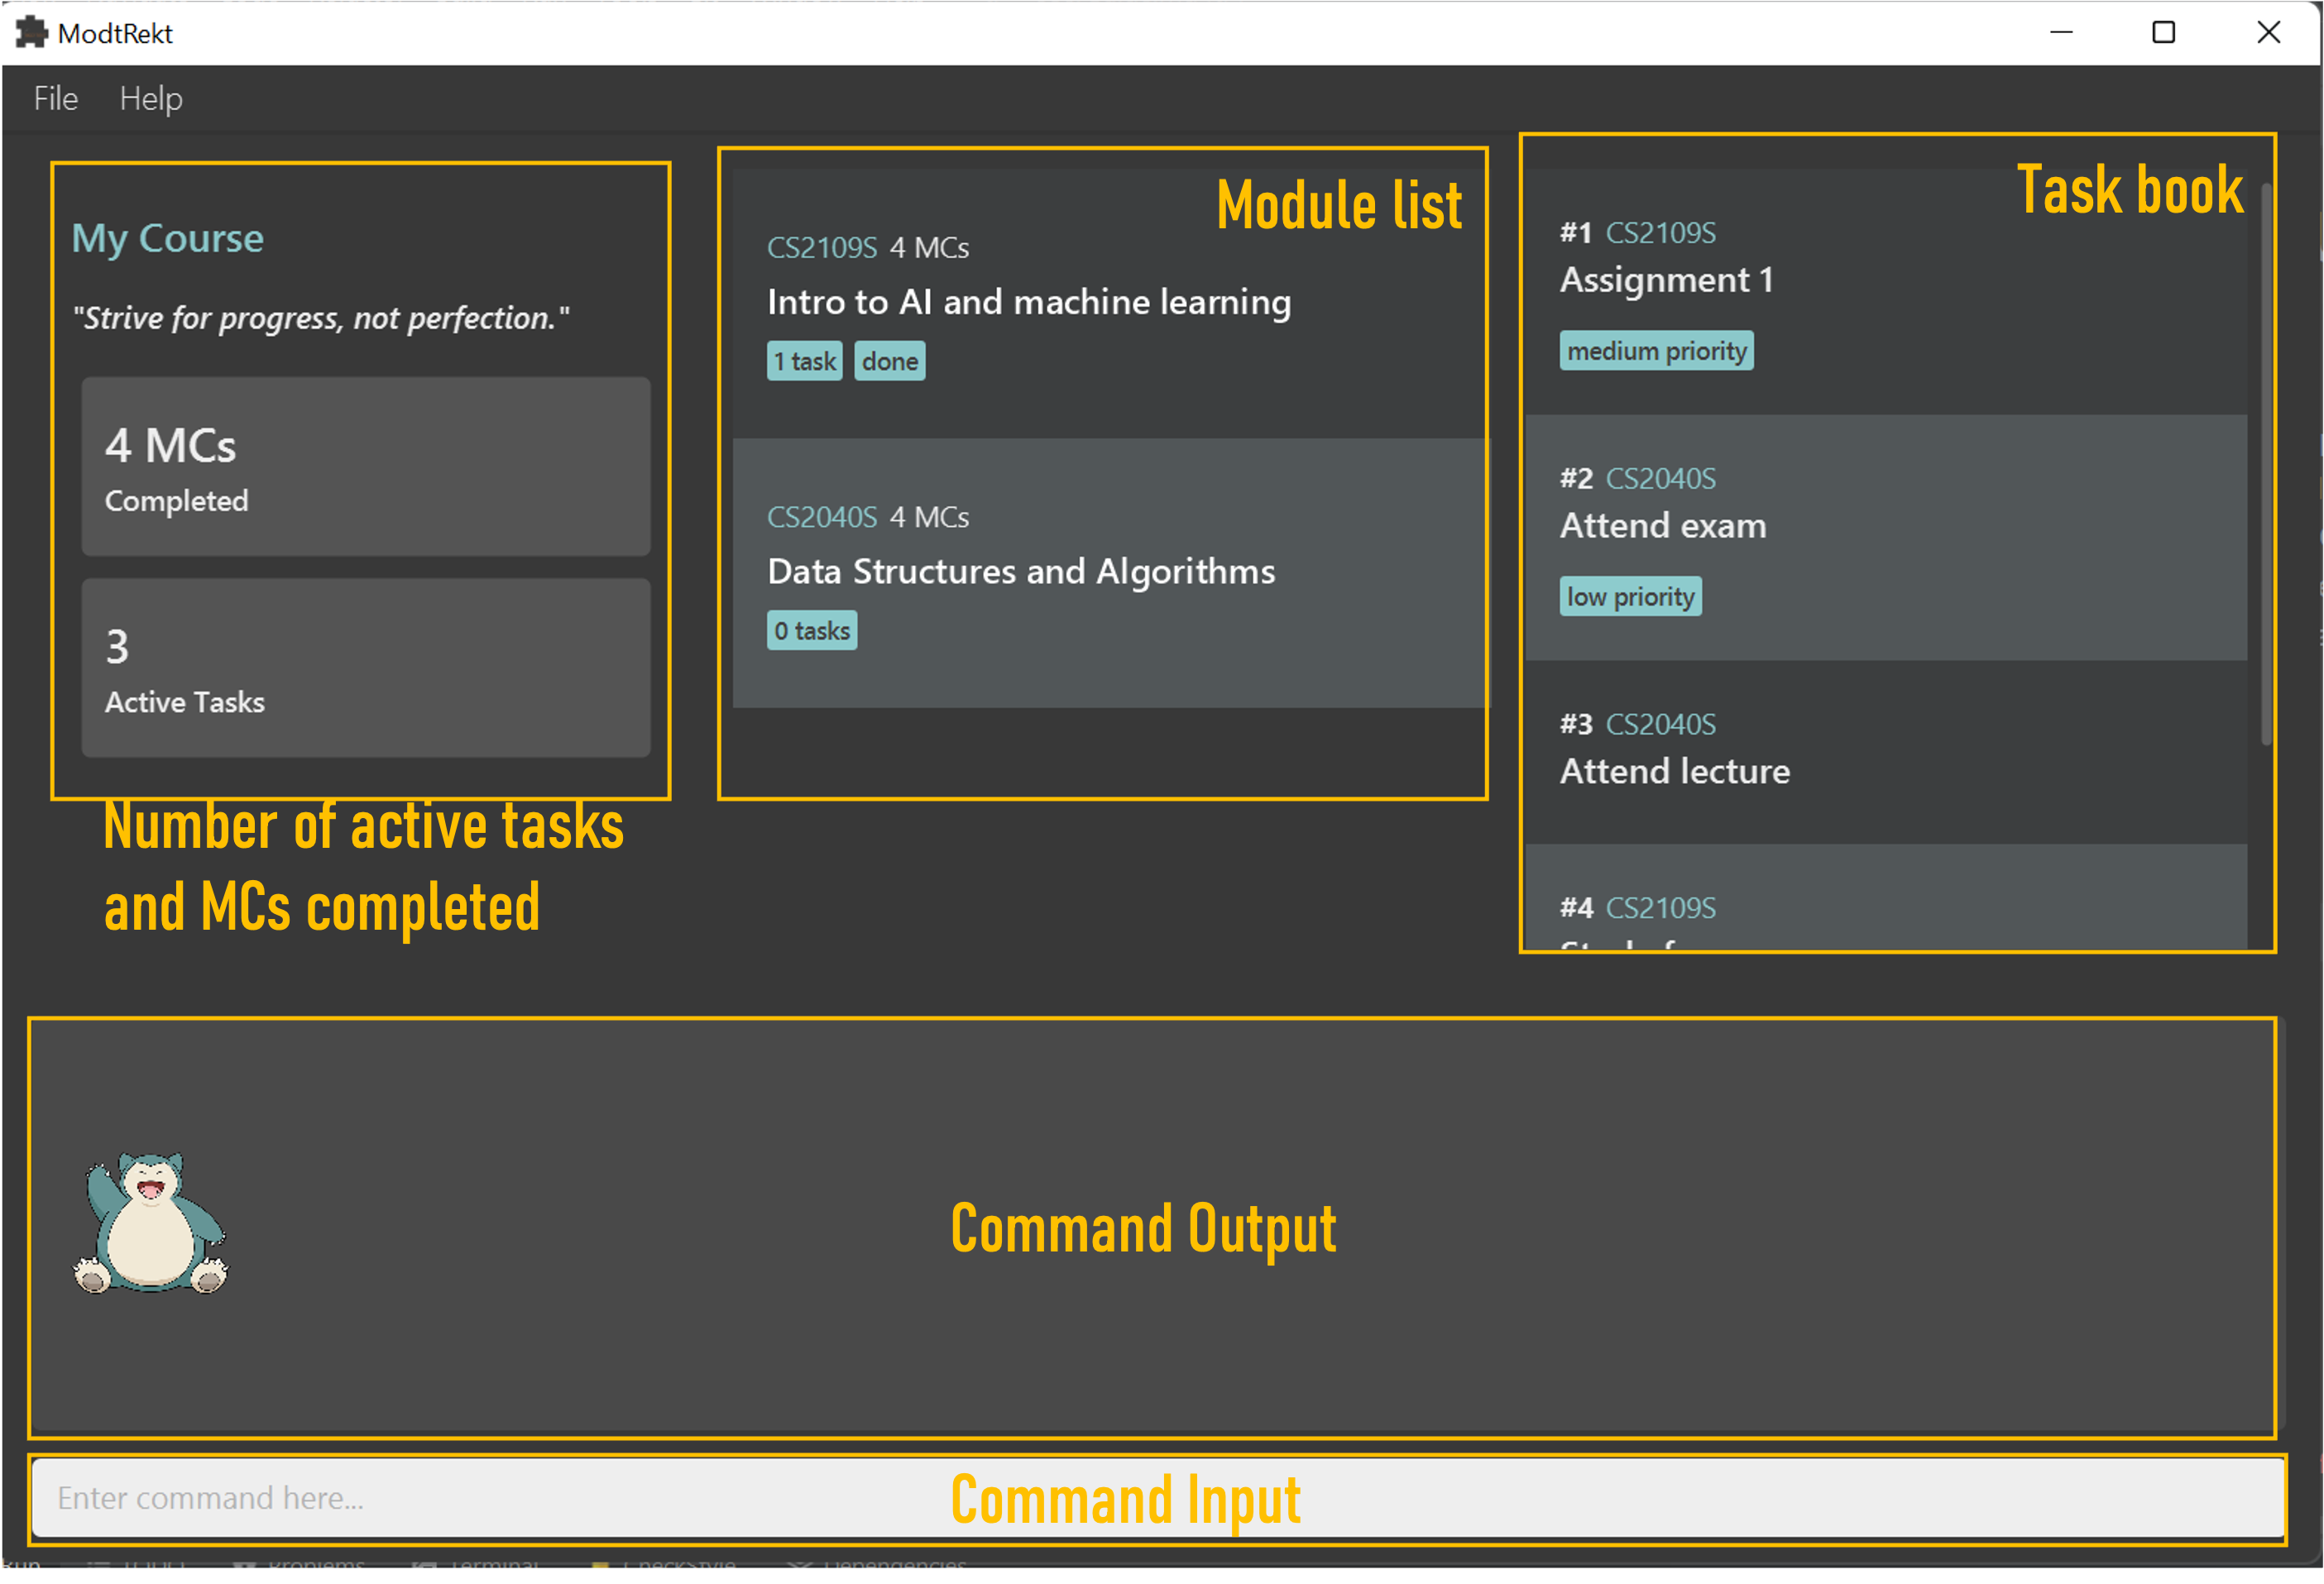 ModtRekt
File Help
My Course
"Strive for progress, not perfection."
4 MCs
Completed
3
Active Tasks
Number of active tasks
and MCs completed
Module list
CS2109S 4 MCs
Intro to AI and machine learning
1 task done
CS2040S 4 MCs
Data Structures and Algorithms
0 tasks
Task book
#1 CS2109S
Assignment 1
medium priority
#2 CS2040S
Attend exam
low priority
#3 CS2040S
Attend lecture
#4 CS2109S
Command Output
Enter command here...
Command Input